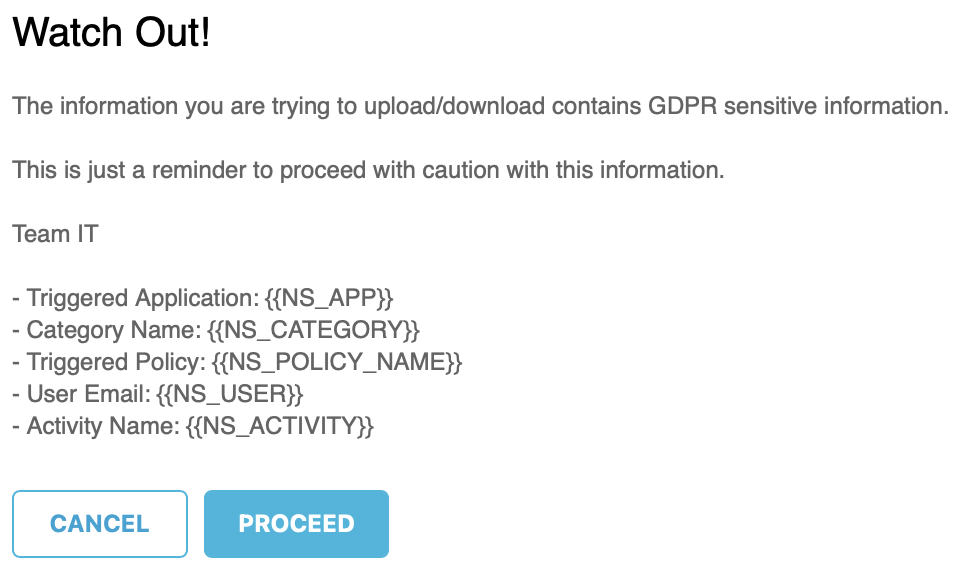 Watch Out!
The information you are trying to upload/download contains GDPR sensitive information.
This is just a reminder to proceed with caution with this information.
Team IT
- Triggered Application: {{NS_APP}}
- Category Name: {{NS_CATEGORY}}
- Triggered Policy: {{NS_POLICY_NAME}}
- User Email: {{NS_USER}}
- Activity Name: {{NS_ACTIVITY}}
CANCEL PROCEED